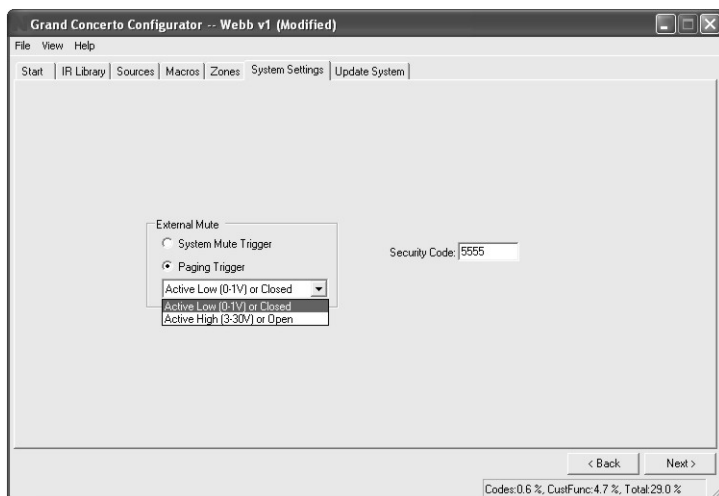 Grand Concerto Configurator -- Webb v1 (Modified)
File View Help
Start IR Library Sources Macros Zones System Settings Update System
External Mute
System Mute Trigger
Paging Trigger
Security Code: 5555
Active Low (0-1V) or Closed
Active Low (0-1V) or Closed
Active High (3-30V) or Open
< Back Next >
Codes:0.6 %, CustFunc:4.7 %, Total:29.0 %